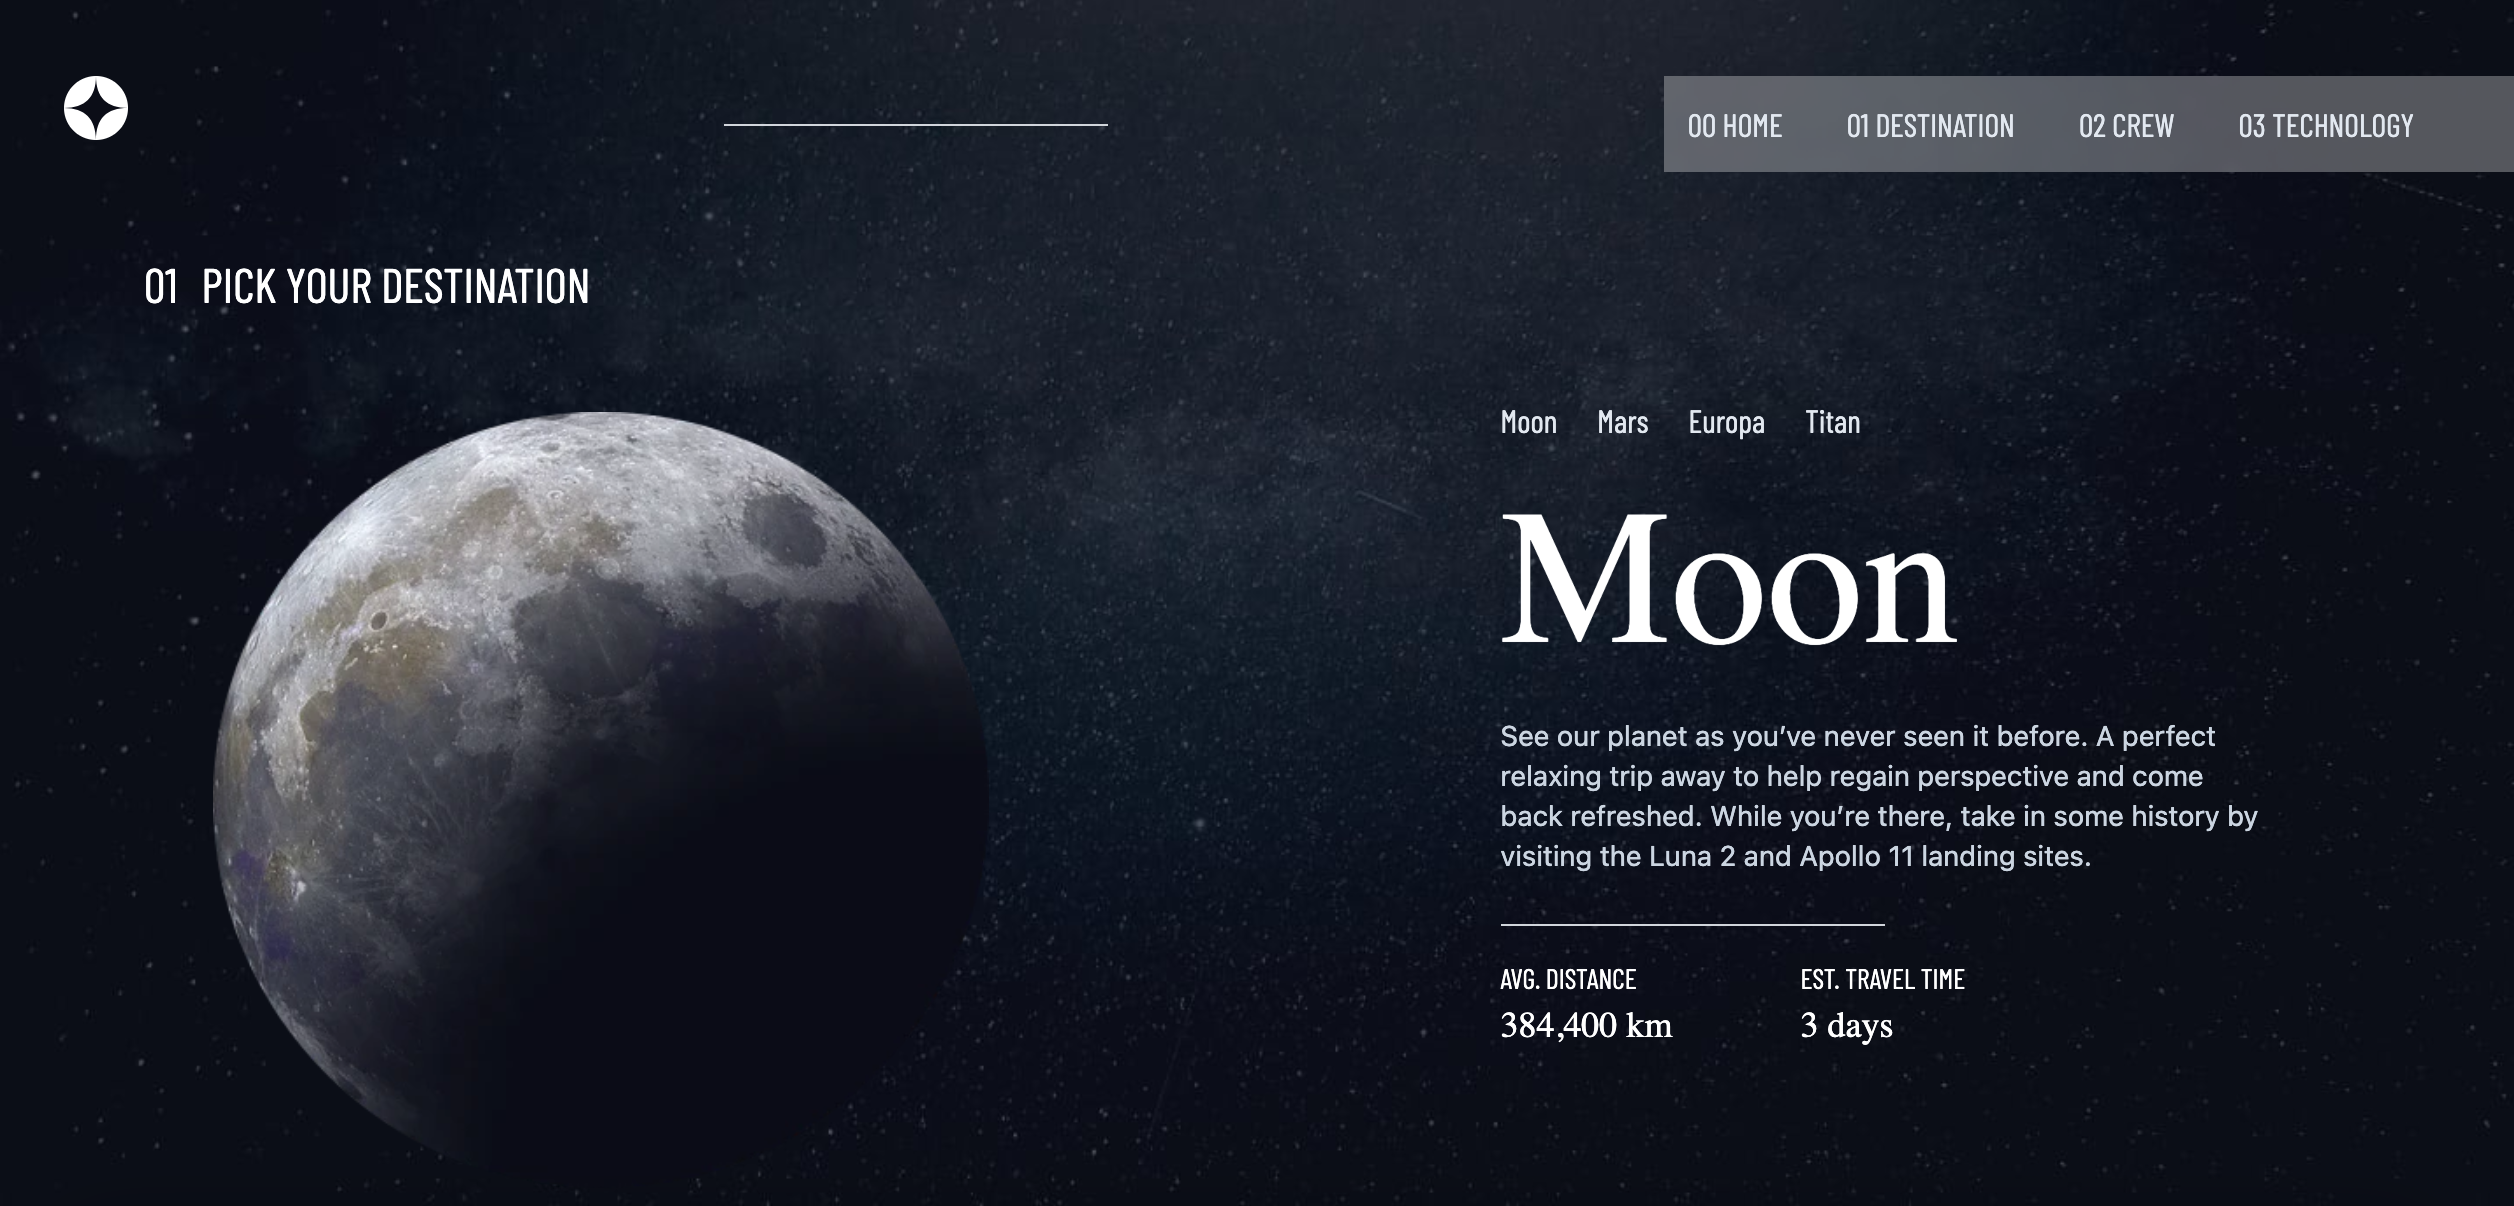 00 HOME 01 DESTINATION 02 CREW 03 TECHNOLOGY
01 PICK YOUR DESTINATION
Moon Mars Europa Titan
Moon
See our planet as you’ve never seen it before. A perfect
relaxing trip away to help regain perspective and come
back refreshed. While you’re there, take in some history by
visiting the Luna 2 and Apollo 11 landing sites.
AVG. DISTANCE EST. TRAVEL TIME
384,400 km 3 days